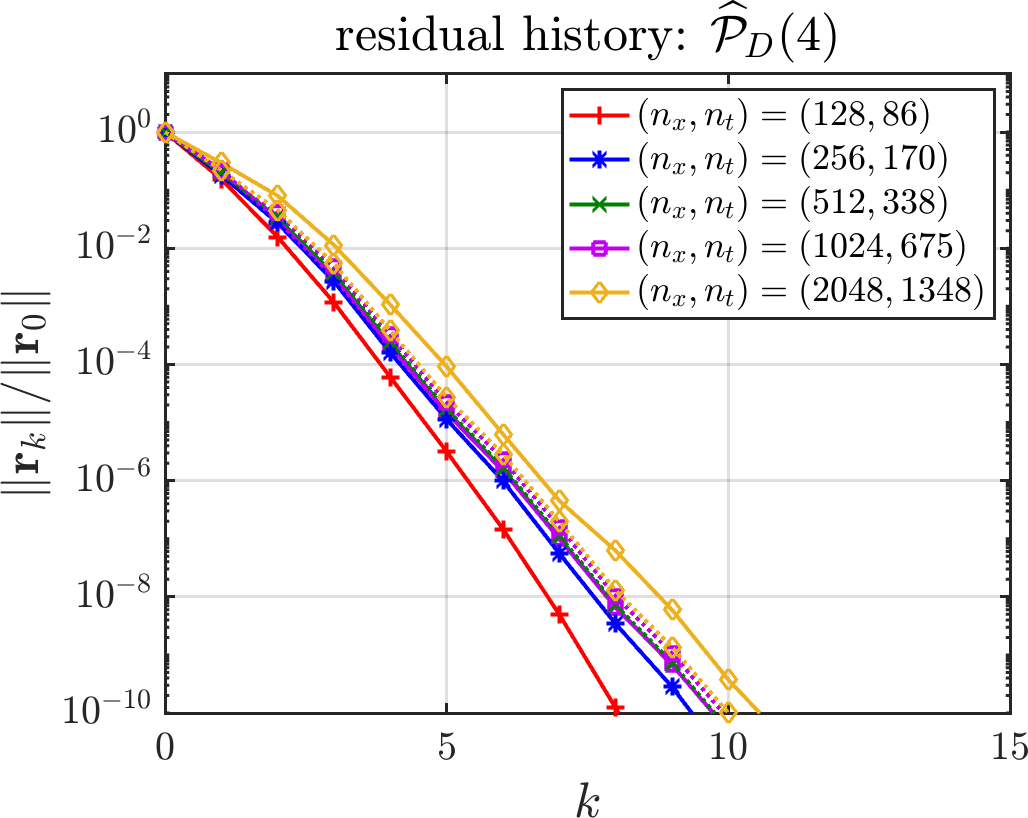 residual history: $\widehat{\mathcal{P}}_D(4)$
$(n_x, n_t) = (128, 86)$
$(n_x, n_t) = (256, 170)$
$(n_x, n_t) = (512, 338)$
$(n_x, n_t) = (1024, 675)$
$(n_x, n_t) = (2048, 1348)$
$\|\mathbf{r}_k\| / \|\mathbf{r}_0\|$
$10^{0}$
$10^{-2}$
$10^{-4}$
$10^{-6}$
$10^{-8}$
$10^{-10}$
0 5 10 15
$k$